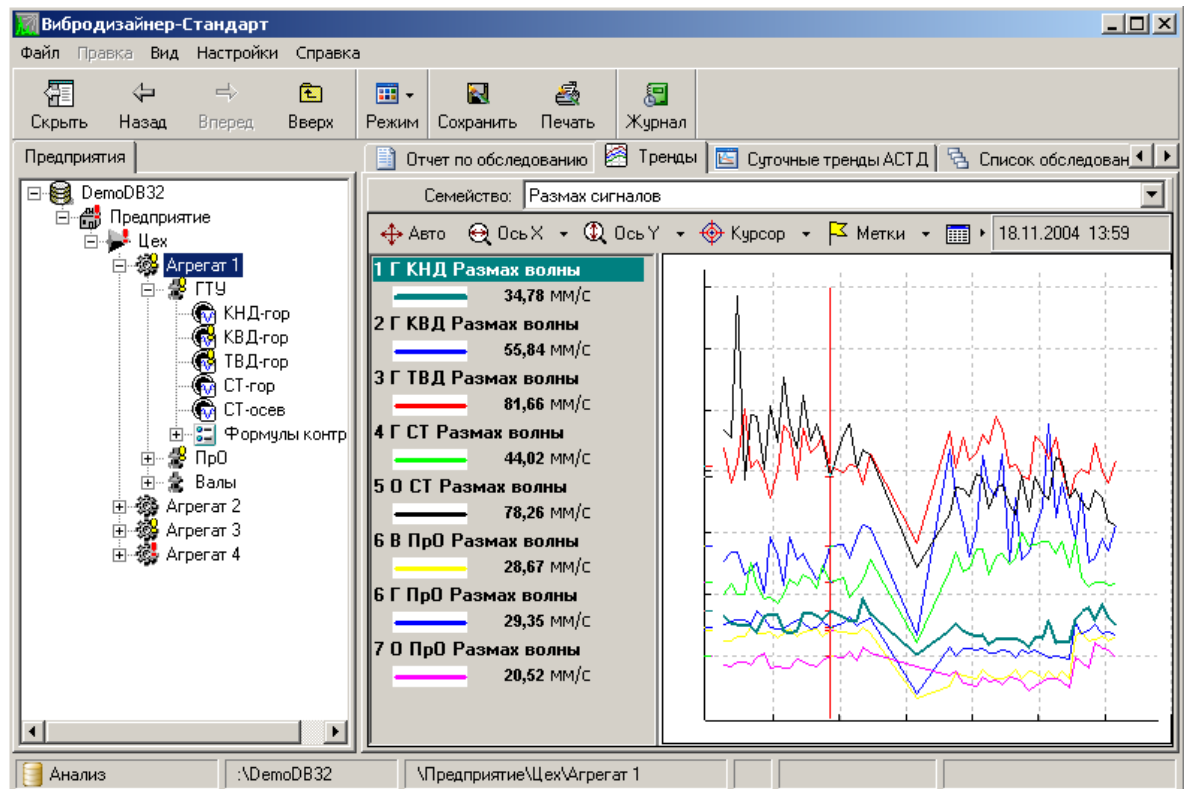 Вибродизайнер-Стандарт
Файл Правка Вид Настройки Справка
Скрыть Назад Вперед Вверх Режим Сохранить Печать Журнал
Предприятия
Отчет по обследованию Тренды Суточные тренды АСТД Список обследован
Семейство: Размах сигналов
Авто Ось X Ось Y Курсор Метки 18.11.2004 13:59
DemoDB32
Предприятие
Цех
Агрегат 1
ГТУ
КНД-гор
КВД-гор
ТВД-гор
СТ-гор
СТ-осев
Формулы контр
ПрО
Валы
Агрегат 2
Агрегат 3
Агрегат 4
1 Г КНД Размах волны
34,78 мм/с
2 Г КВД Размах волны
55,84 мм/с
3 Г ТВД Размах волны
81,66 мм/с
4 Г СТ Размах волны
44,02 мм/с
5 О СТ Размах волны
78,26 мм/с
6 В ПрО Размах волны
28,67 мм/с
6 Г ПрО Размах волны
29,35 мм/с
7 О ПрО Размах волны
20,52 мм/с
Анализ :\DemoDB32 \Предприятие\Цех\Агрегат 1